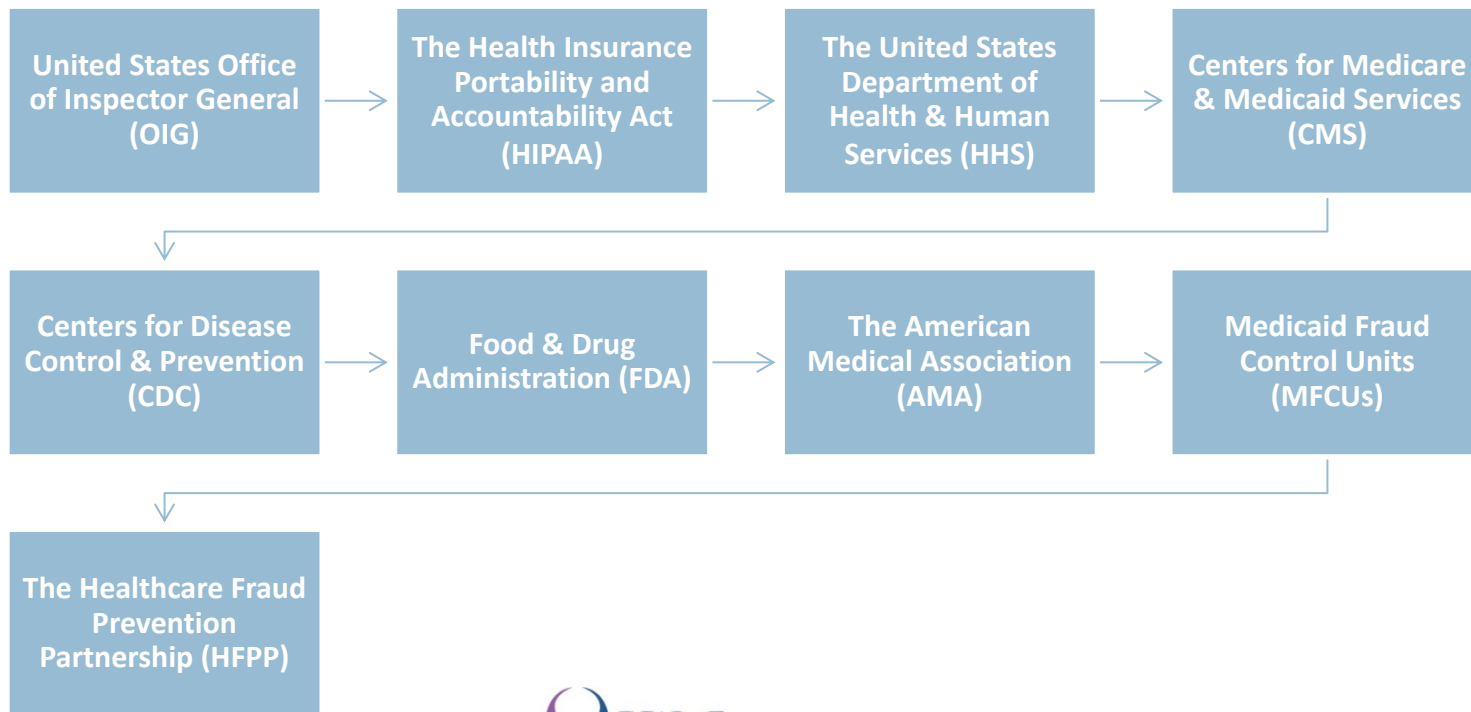 United States Office
of Inspector General
(OIG)
The Health Insurance
Portability and
Accountability Act
(HIPAA)
The United States
Department of
Health & Human
Services (HHS)
Centers for Medicare
& Medicaid Services
(CMS)
Centers for Disease
Control & Prevention
(CDC)
Food & Drug
Administration (FDA)
The American
Medical Association
(AMA)
Medicaid Fraud
Control Units
(MFCUs)
The Healthcare Fraud
Prevention
Partnership (HFPP)